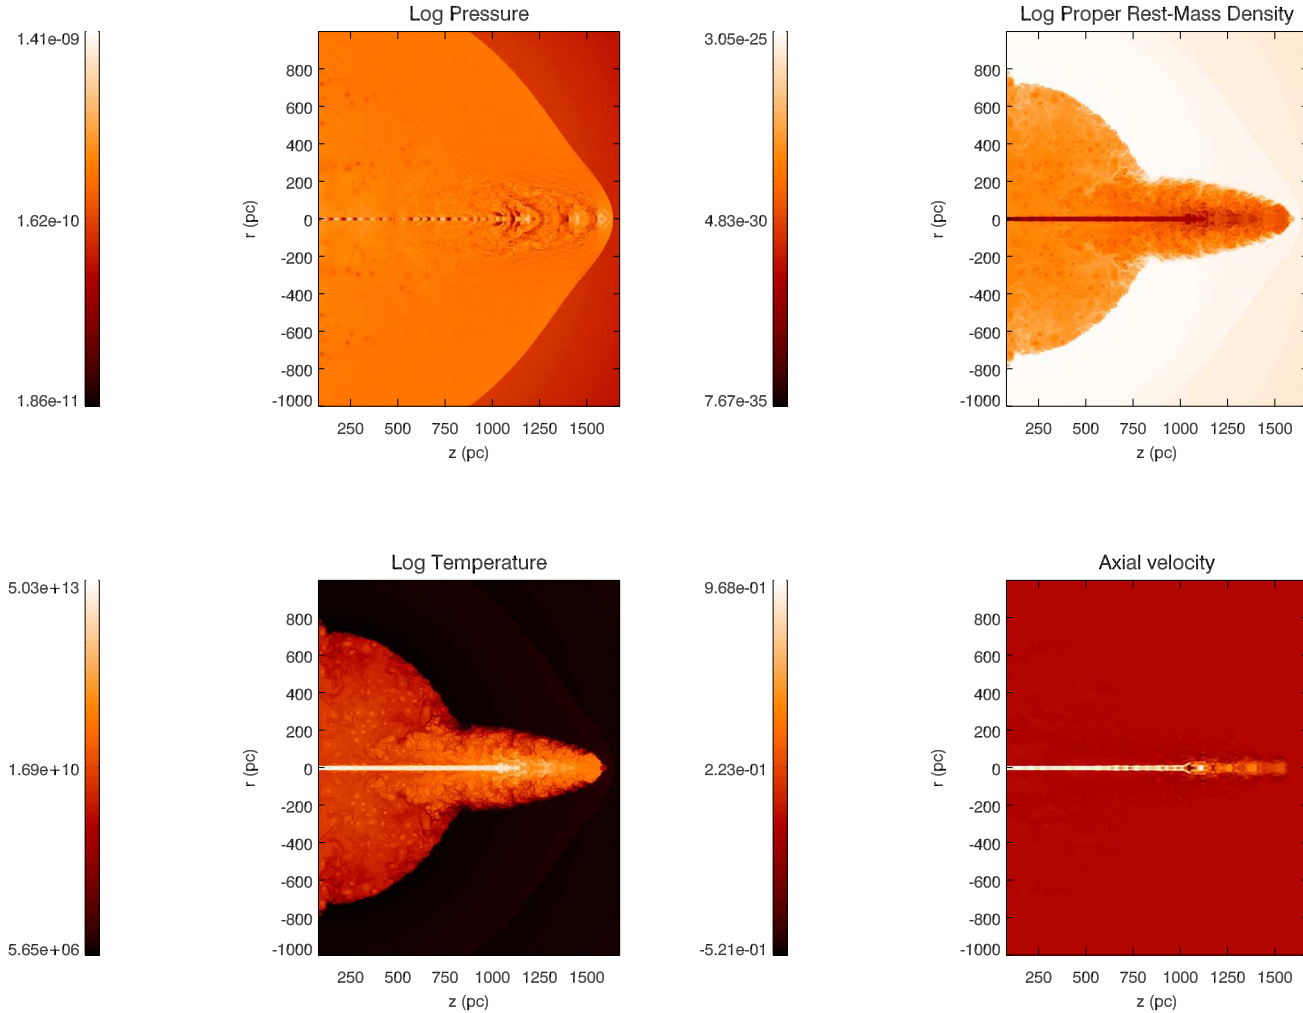 Log Pressure
1.41e-09
1.62e-10
1.86e-11
800
600
400
200
0
-200
-400
-600
-800
-1000
r (pc)
250 500 750 1000 1250 1500
z (pc)
Log Proper Rest-Mass Density
3.05e-25
4.83e-30
7.67e-35
800
600
400
200
0
-200
-400
-600
-800
-1000
r (pc)
250 500 750 1000 1250 1500
z (pc)
Log Temperature
5.03e+13
1.69e+10
5.65e+06
800
600
400
200
0
-200
-400
-600
-800
-1000
r (pc)
250 500 750 1000 1250 1500
z (pc)
Axial velocity
9.68e-01
2.23e-01
-5.21e-01
800
600
400
200
0
-200
-400
-600
-800
-1000
r (pc)
250 500 750 1000 1250 1500
z (pc)